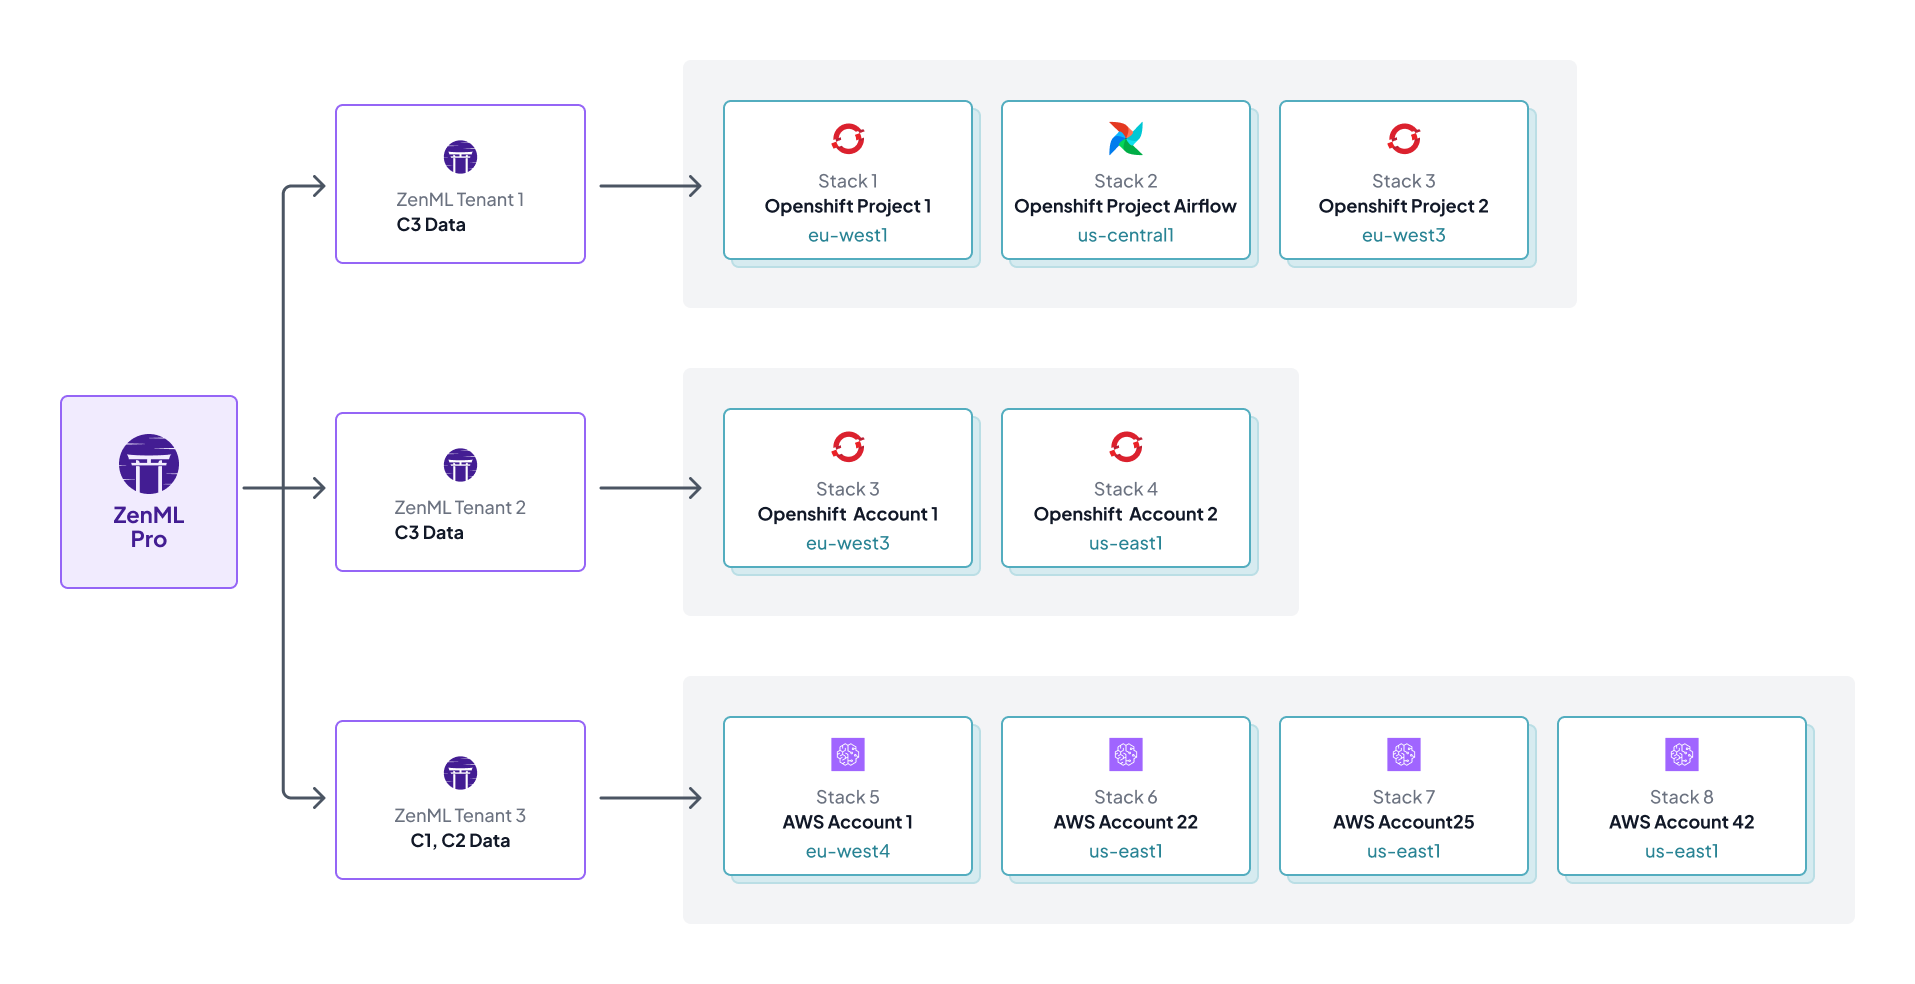 ZenML
Pro
ZenML Tenant 1
C3 Data
Stack 1
Openshift Project 1
eu-west1
Stack 2
Openshift Project Airflow
us-central1
Stack 3
Openshift Project 2
eu-west3
ZenML Tenant 2
C3 Data
Stack 3
Openshift Account 1
eu-west3
Stack 4
Openshift Account 2
us-east1
ZenML Tenant 3
C1, C2 Data
Stack 5
AWS Account 1
eu-west4
Stack 6
AWS Account 22
us-east1
Stack 7
AWS Account25
us-east1
Stack 8
AWS Account 42
us-east1